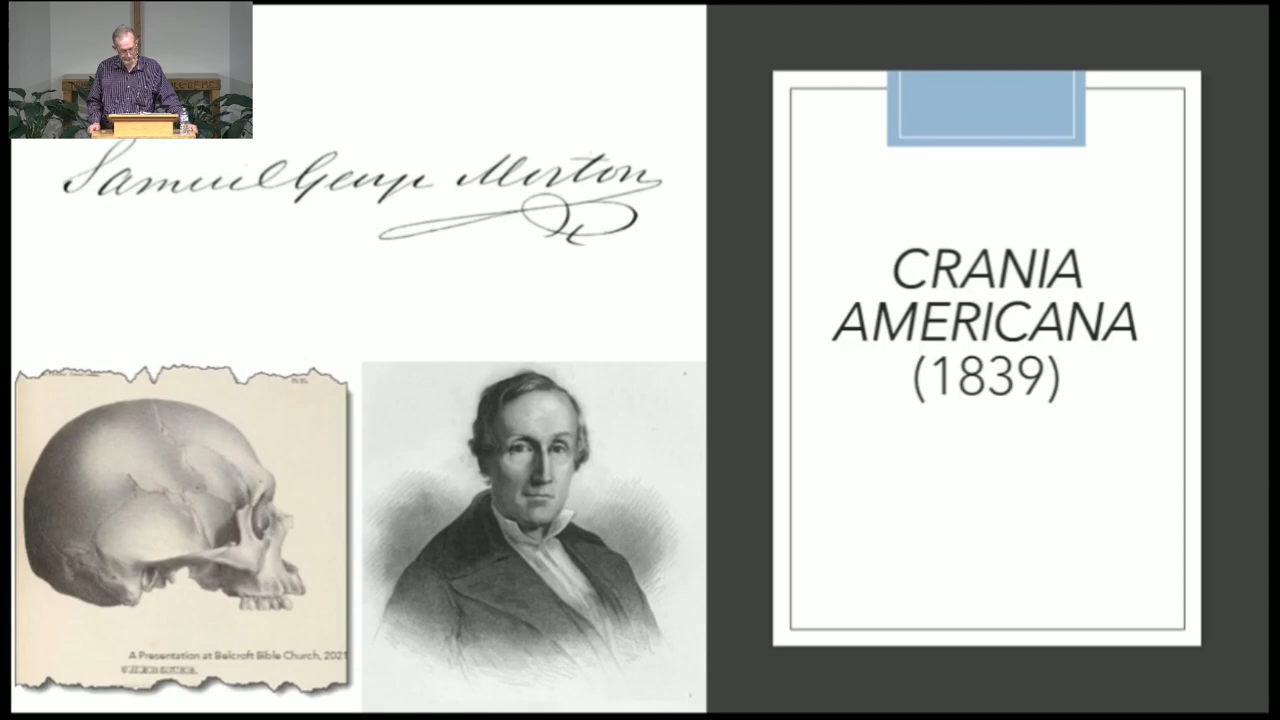 Samuel George Morton
CRANIA
AMERICANA
(1839)
A Presentation at Belcroft Bible Church, 2021